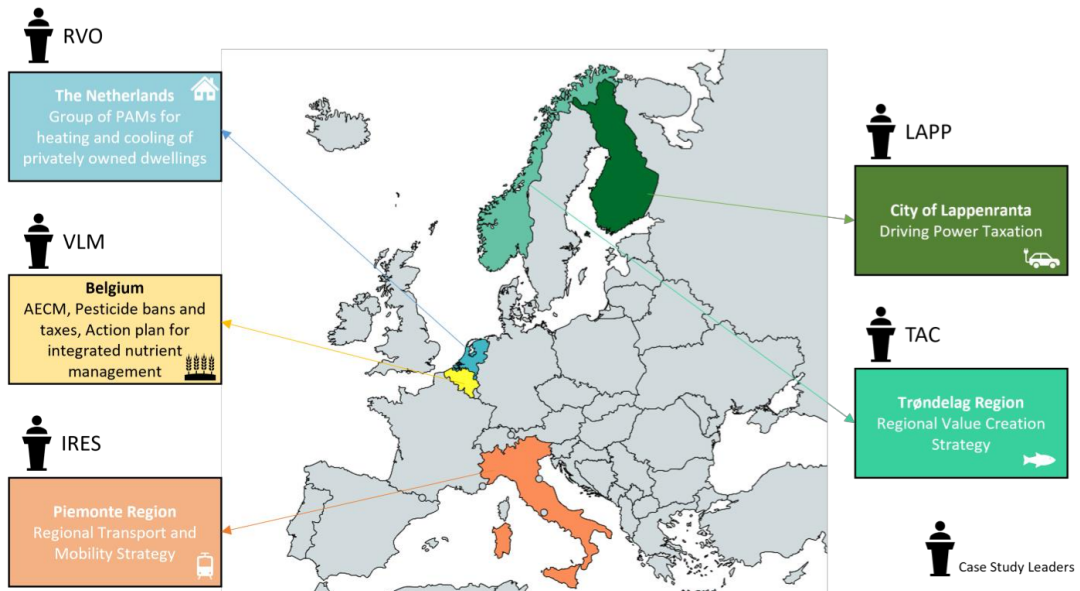 RVO
The Netherlands
Group of PAMs for
heating and cooling of
privately owned dwellings
VLM
Belgium
AECM, Pesticide bans and
taxes, Action plan for
integrated nutrient
management
IRES
Piemonte Region
Regional Transport and
Mobility Strategy
LAPP
City of Lappenranta
Driving Power Taxation
TAC
Trøndelag Region
Regional Value Creation
Strategy
Case Study Leaders